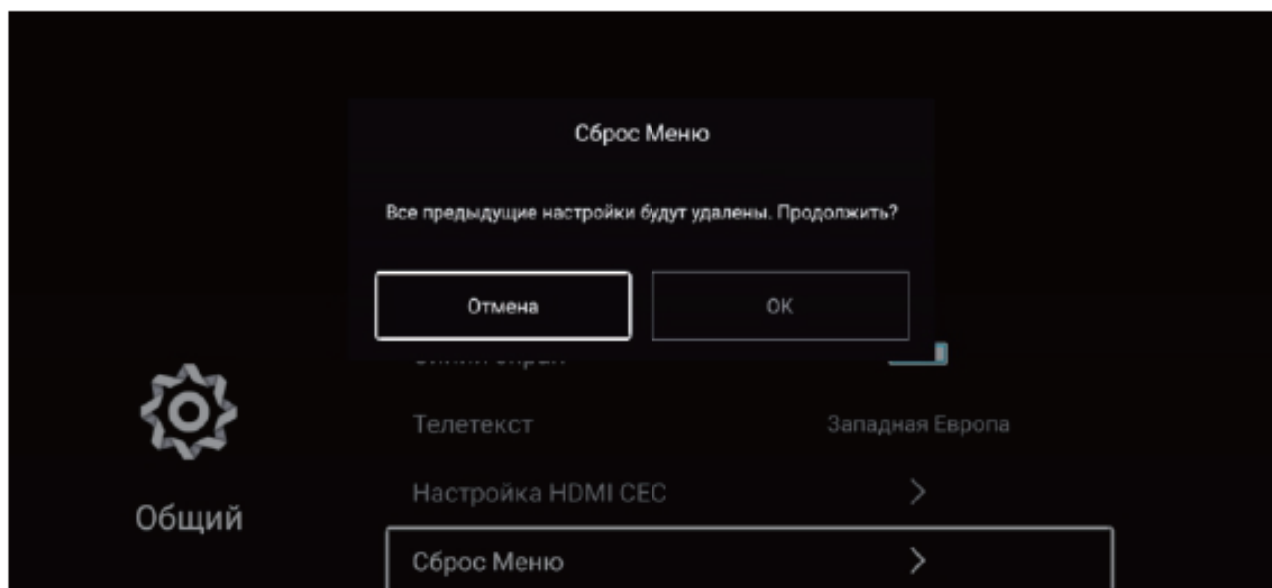 Сброс Меню
Все предыдущие настройки будут удалены. Продолжить?
Отмена
OK
Телетекст
Западная Европа
Настройка HDMI CEC
Общий
Сброс Меню